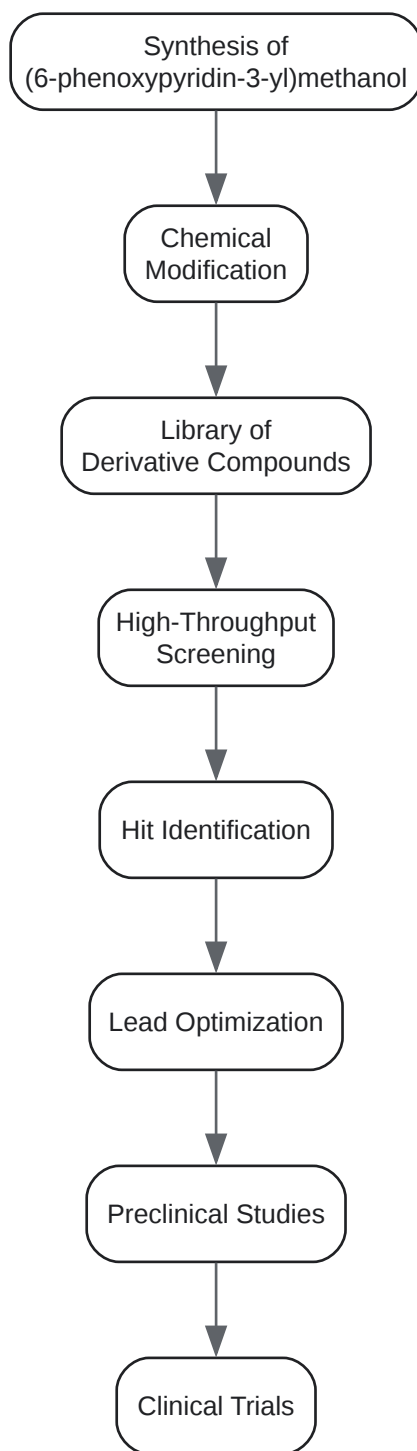 Synthesis of
(6-phenoxypyridin-3-yl)methanol
Chemical
Modification
Library of
Derivative Compounds
High-Throughput
Screening
Hit Identification
Lead Optimization
Preclinical Studies
Clinical Trials